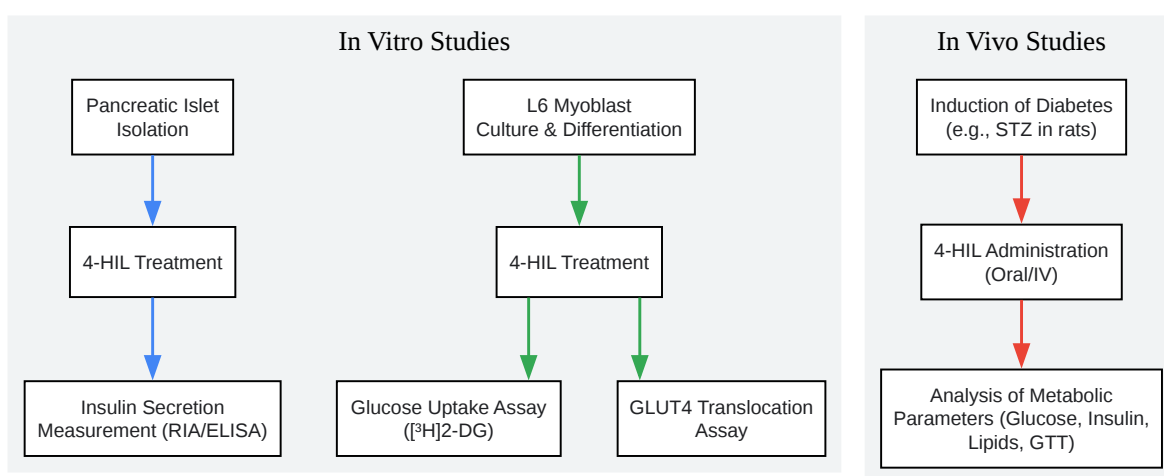 In Vitro Studies
Pancreatic Islet
Isolation
4-HIL Treatment
Insulin Secretion
Measurement (RIA/ELISA)
L6 Myoblast
Culture & Differentiation
4-HIL Treatment
Glucose Uptake Assay
([³H]2-DG)
GLUT4 Translocation
Assay
In Vivo Studies
Induction of Diabetes
(e.g., STZ in rats)
4-HIL Administration
(Oral/IV)
Analysis of Metabolic
Parameters (Glucose, Insulin,
Lipids, GTT)